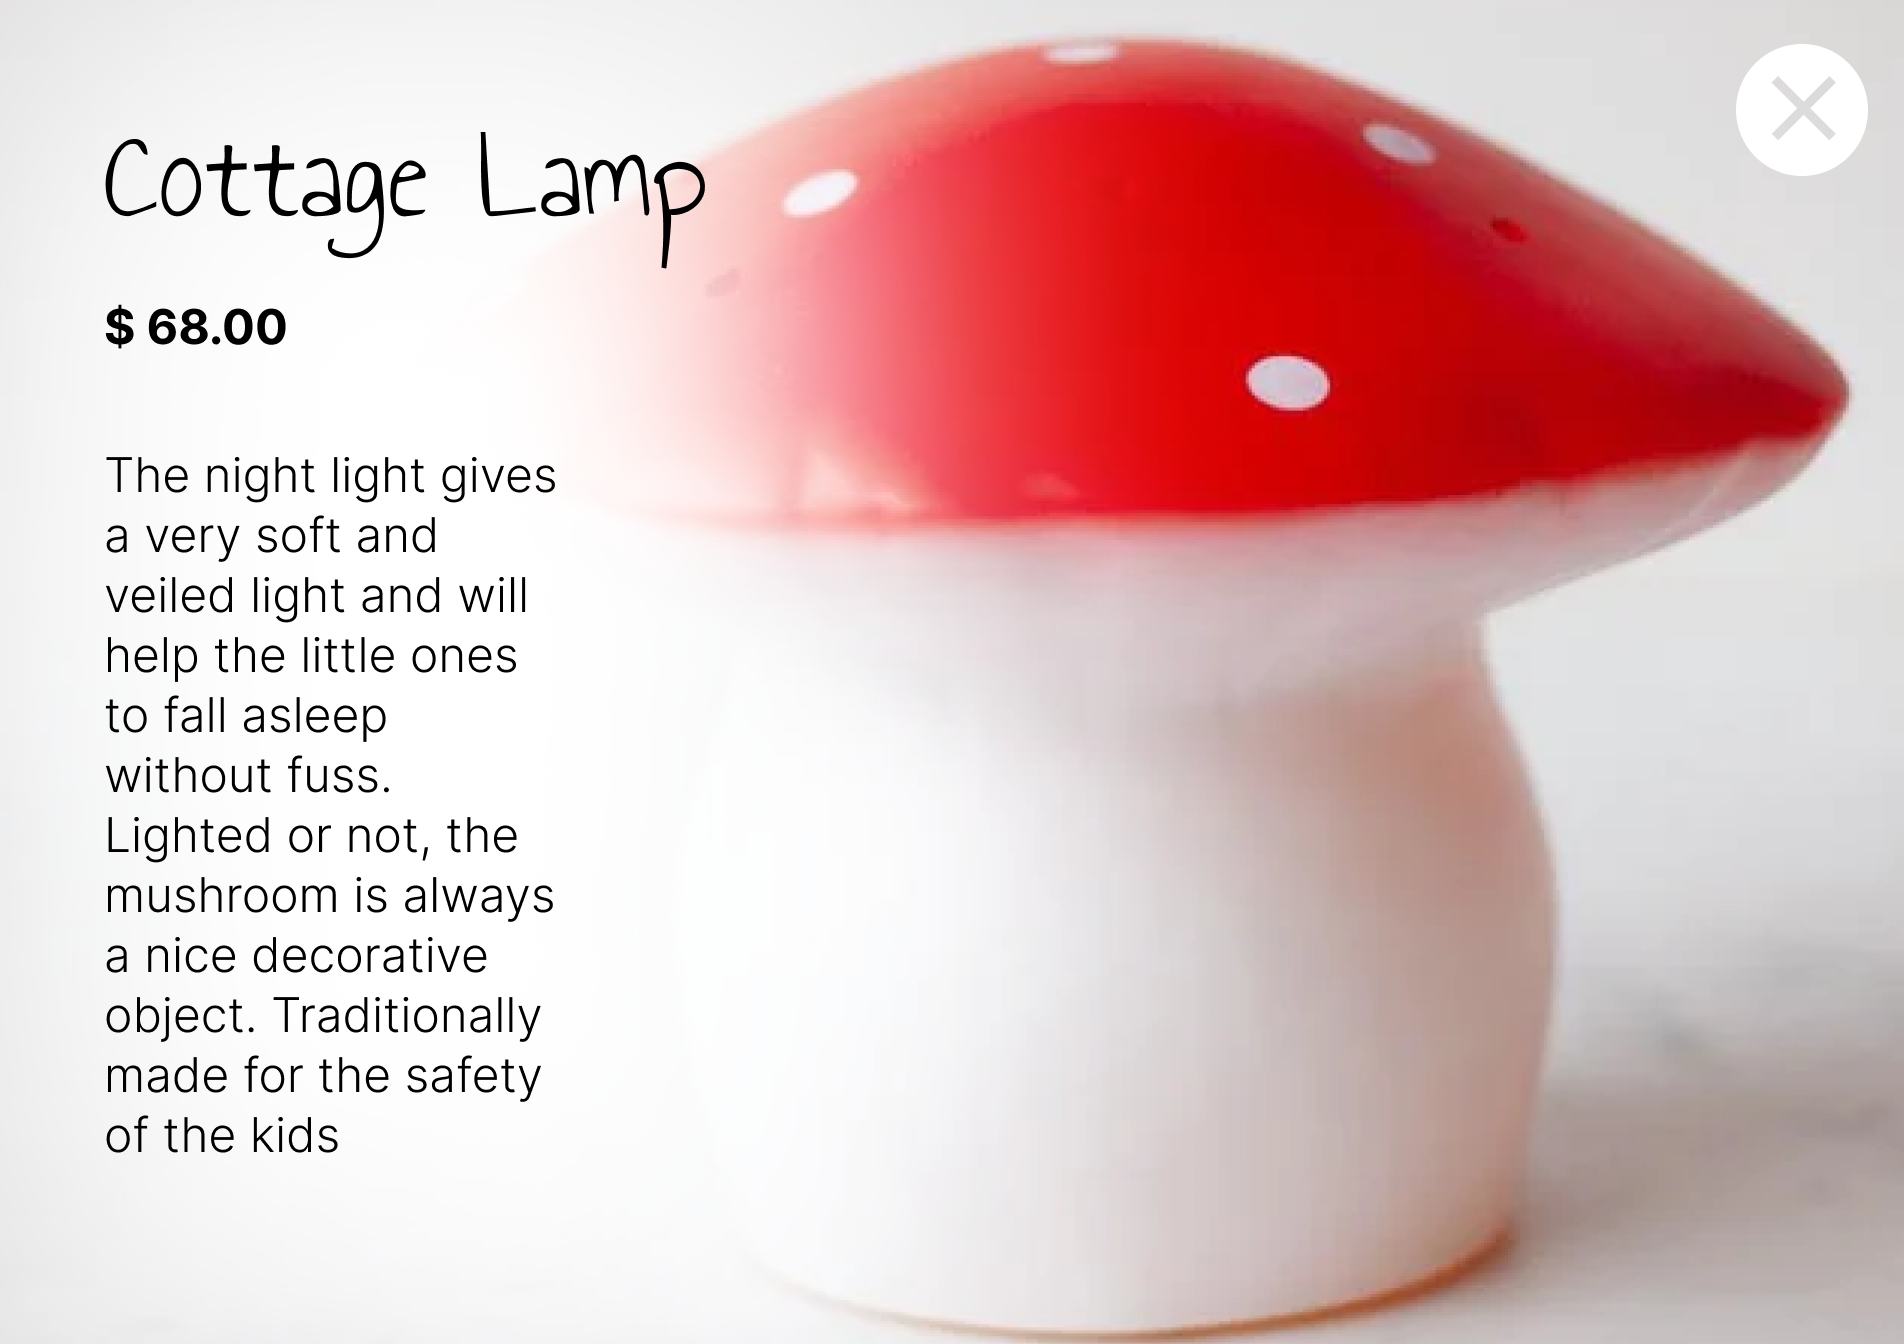 Cottage Lamp
$ 68.00
The night light gives
a very soft and
veiled light and will
help the little ones
to fall asleep
without fuss.
Lighted or not, the
mushroom is always
a nice decorative
object. Traditionally
made for the safety
of the kids